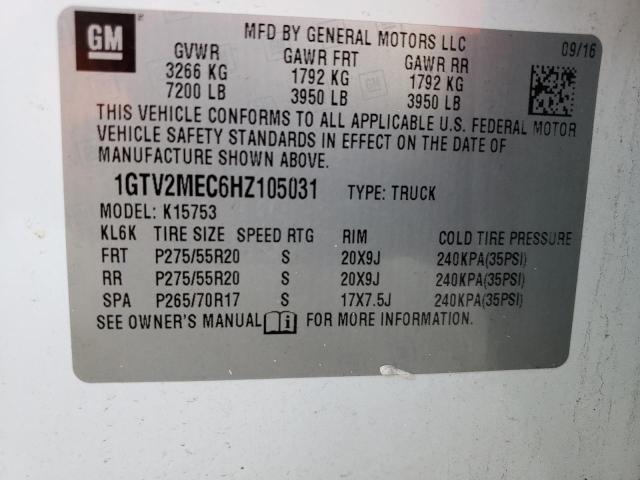 GM
MFD BY GENERAL MOTORS LLC
09/16
GVWR GAWR FRT GAWR RR
3266 KG 1792 KG 1792 KG
7200 LB 3950 LB 3950 LB
THIS VEHICLE CONFORMS TO ALL APPLICABLE U.S. FEDERAL MOTOR
VEHICLE SAFETY STANDARDS IN EFFECT ON THE DATE OF
MANUFACTURE SHOWN ABOVE.
1GTV2MEC6HZ105031 TYPE: TRUCK
MODEL: K15753
KL6K TIRE SIZE SPEED RTG RIM COLD TIRE PRESSURE
FRT P275/55R20 S 20X9J 240KPA(35PSI)
RR P275/55R20 S 20X9J 240KPA(35PSI)
SPA P265/70R17 S 17X7.5J 240KPA(35PSI)
SEE OWNER'S MANUAL i FOR MORE INFORMATION.